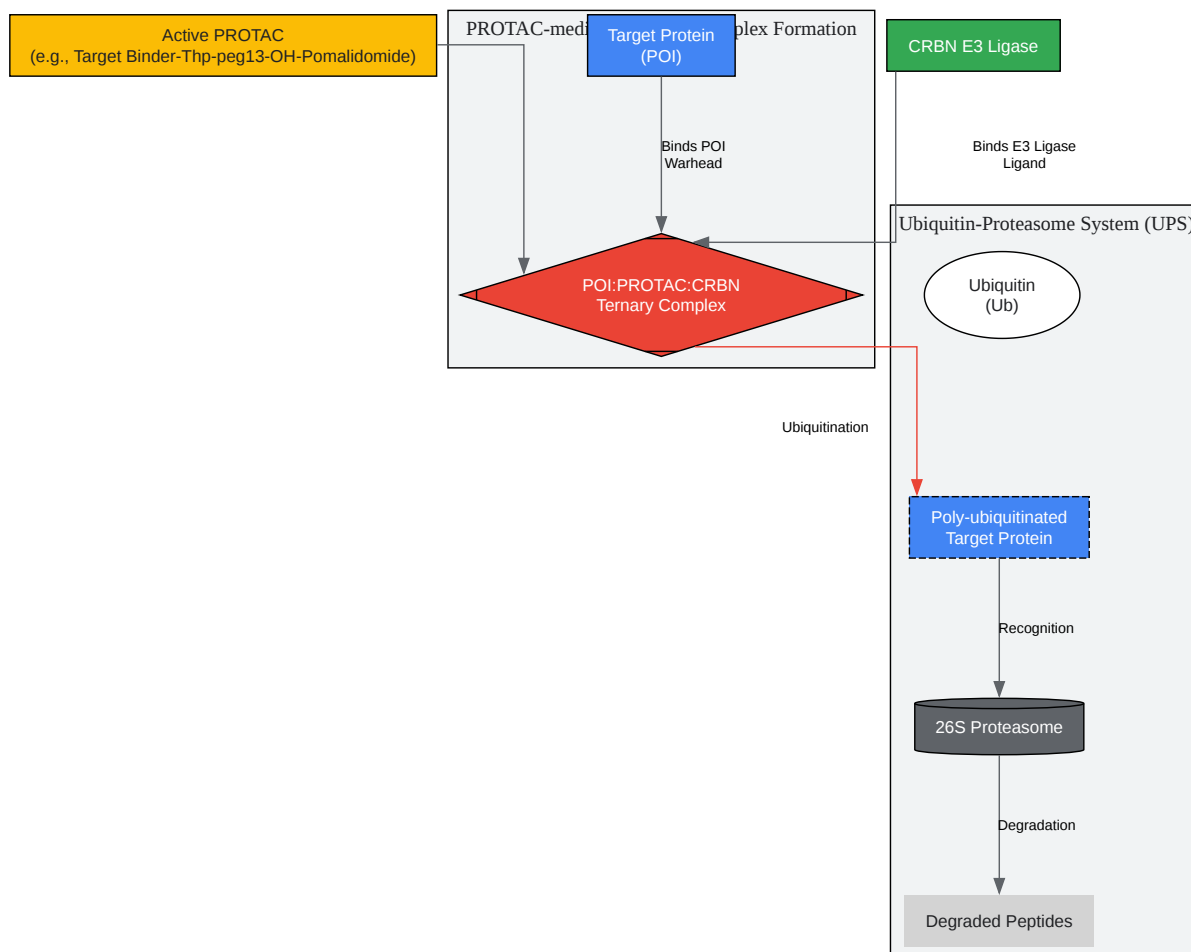 Active PROTAC
(e.g., Target Binder-Thp-peg13-OH-Pomalidomide)
PROTAC-medi plex Formation
Target Protein
(POI)
CRBN E3 Ligase
Binds POI
Warhead
Binds E3 Ligase
Ligand
Ubiquitin-Proteasome System (UPS)
Ubiquitin
(Ub)
POI:PROTAC:CRBN
Ternary Complex
Ubiquitination
Poly-ubiquitinated
Target Protein
Recognition
26S Proteasome
Degradation
Degraded Peptides